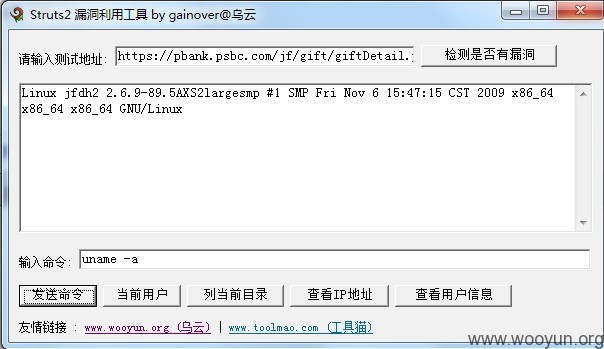 Struts2 漏洞利用工具 by gainover@乌云
请输入测试地址: https://pbank.psbc.com/jf/gift/giftDetail.j 检测是否有漏洞
Linux jfdh2 2.6.9-89.5AXS2largesmp #1 SMP Fri Nov 6 15:47:15 CST 2009 x86_64
x86_64 x86_64 GNU/Linux
输入命令: uname -a
发送命令 当前用户 列当前目录 查看IP地址 查看用户信息
友情链接 : www.wooyun.org (乌云) | www.toolmao.com (工具猫)
www.wooyun.org